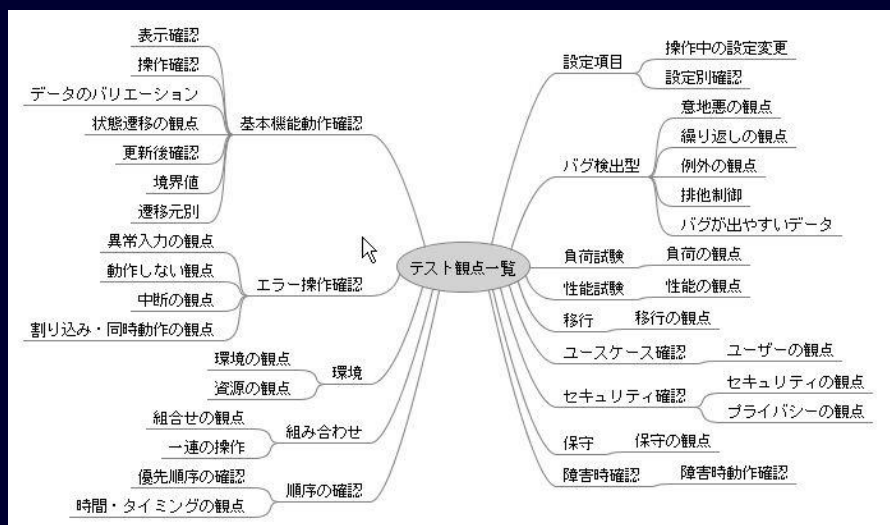 表示確認
操作確認
データのバリエーション
状態遷移の観点
更新後確認
境界値
遷移元別
基本機能動作確認
異常入力の観点
動作しない観点
中断の観点
割り込み・同時動作の観点
エラー操作確認
環境の観点
資源の観点
環境
組合せの観点
一連の操作
組み合わせ
優先順序の確認
時間・タイミングの観点
順序の確認
テスト観点一覧
設定項目
操作中の設定変更
設定別確認
バグ検出型
意地悪の観点
繰り返しの観点
例外の観点
排他制御
バグが出やすいデータ
負荷試験
負荷の観点
性能試験
性能の観点
移行
移行の観点
ユースケース確認
ユーザーの観点
セキュリティ確認
セキュリティの観点
プライバシーの観点
保守
保守の観点
障害時確認
障害時動作確認